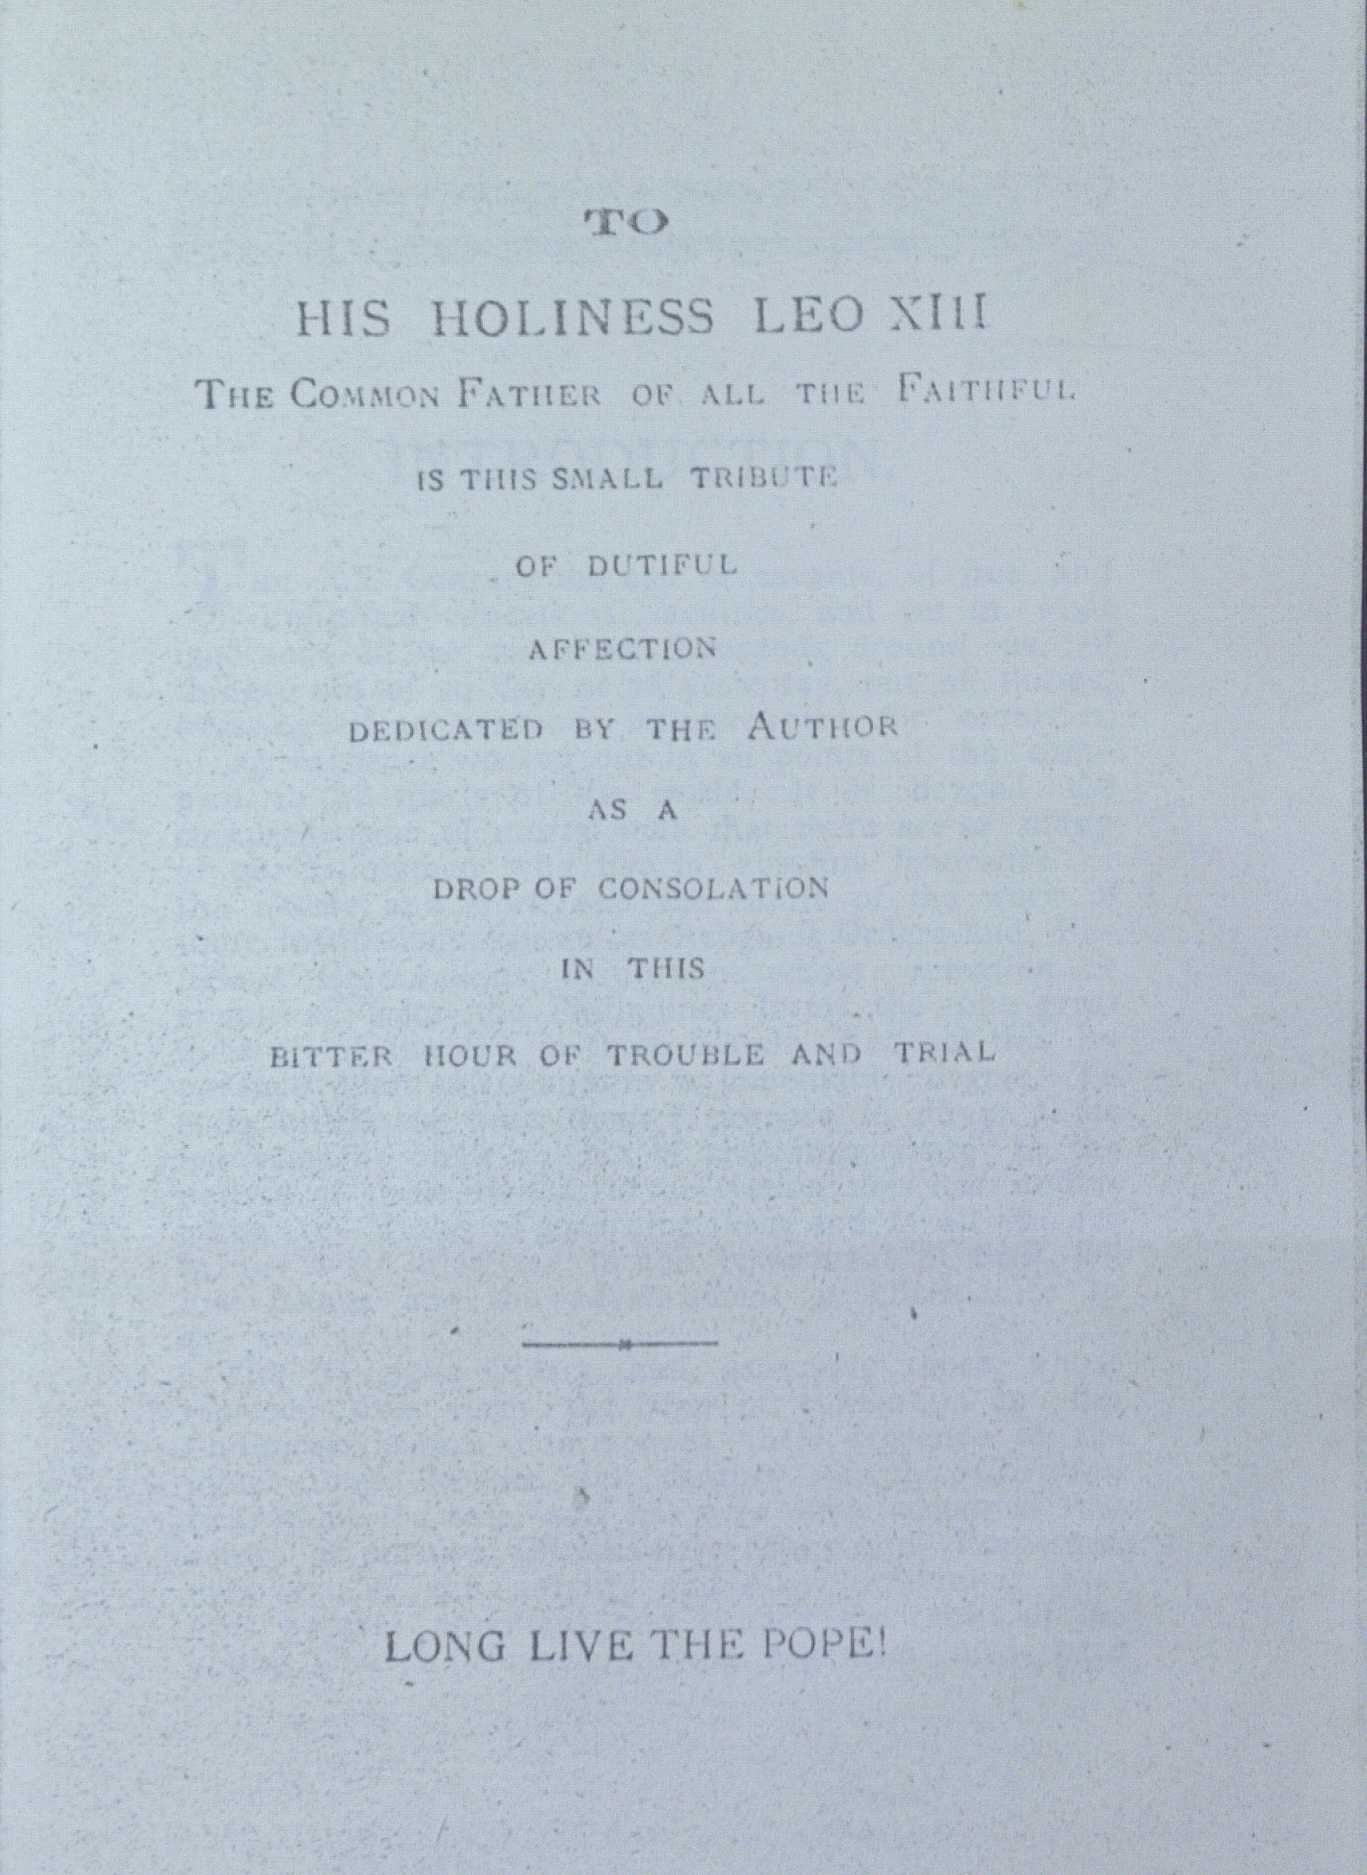 TO
HIS HOLINESS LEO XIII
THE COMMON FATHER OF ALL THE FAITHFUL
IS THIS SMALL TRIBUTE
OF DUTIFUL
AFFECTION
DEDICATED BY THE AUTHOR
AS A
DROP OF CONSOLATION
IN THIS
BITTER HOUR OF TROUBLE AND TRIAL
LONG LIVE THE POPE!